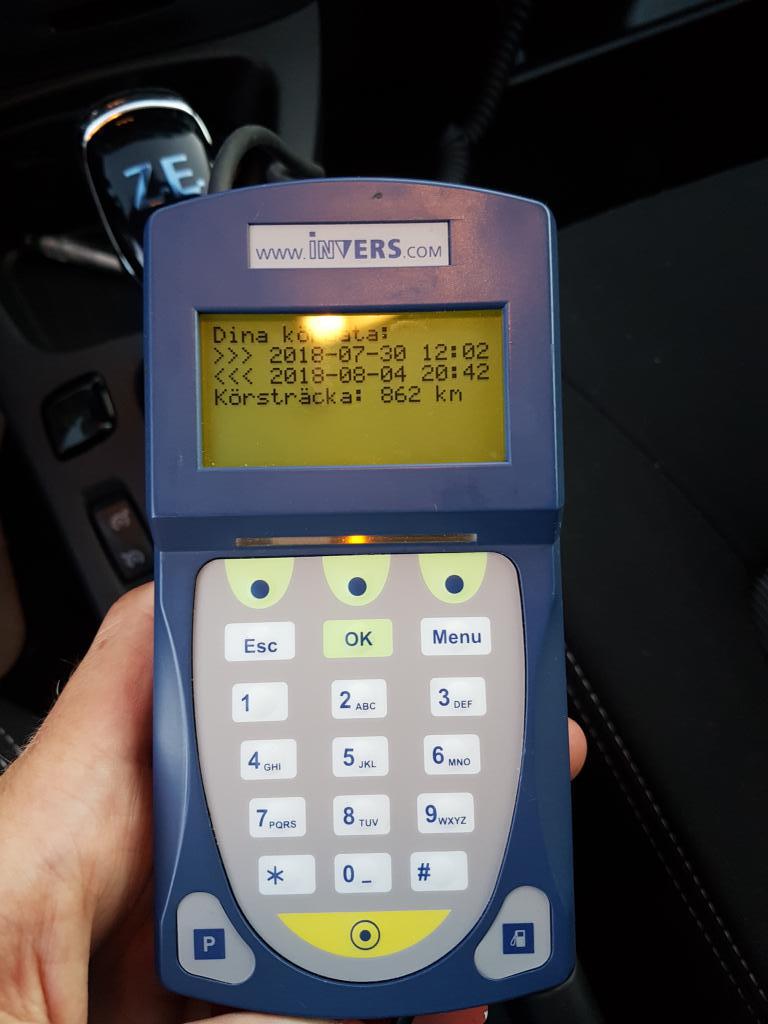 Z.E.
www.INVERS.COM
Dina kördata:
>>> 2018-07-30 12:02
<<< 2018-08-04 20:42
Körsträcka: 862 km
Esc OK Menu
1 2 ABC 3 DEF
4 GHI 5 JKL 6 MNO
7 PQRS 8 TUV 9 WXYZ
* 0 _ #
P